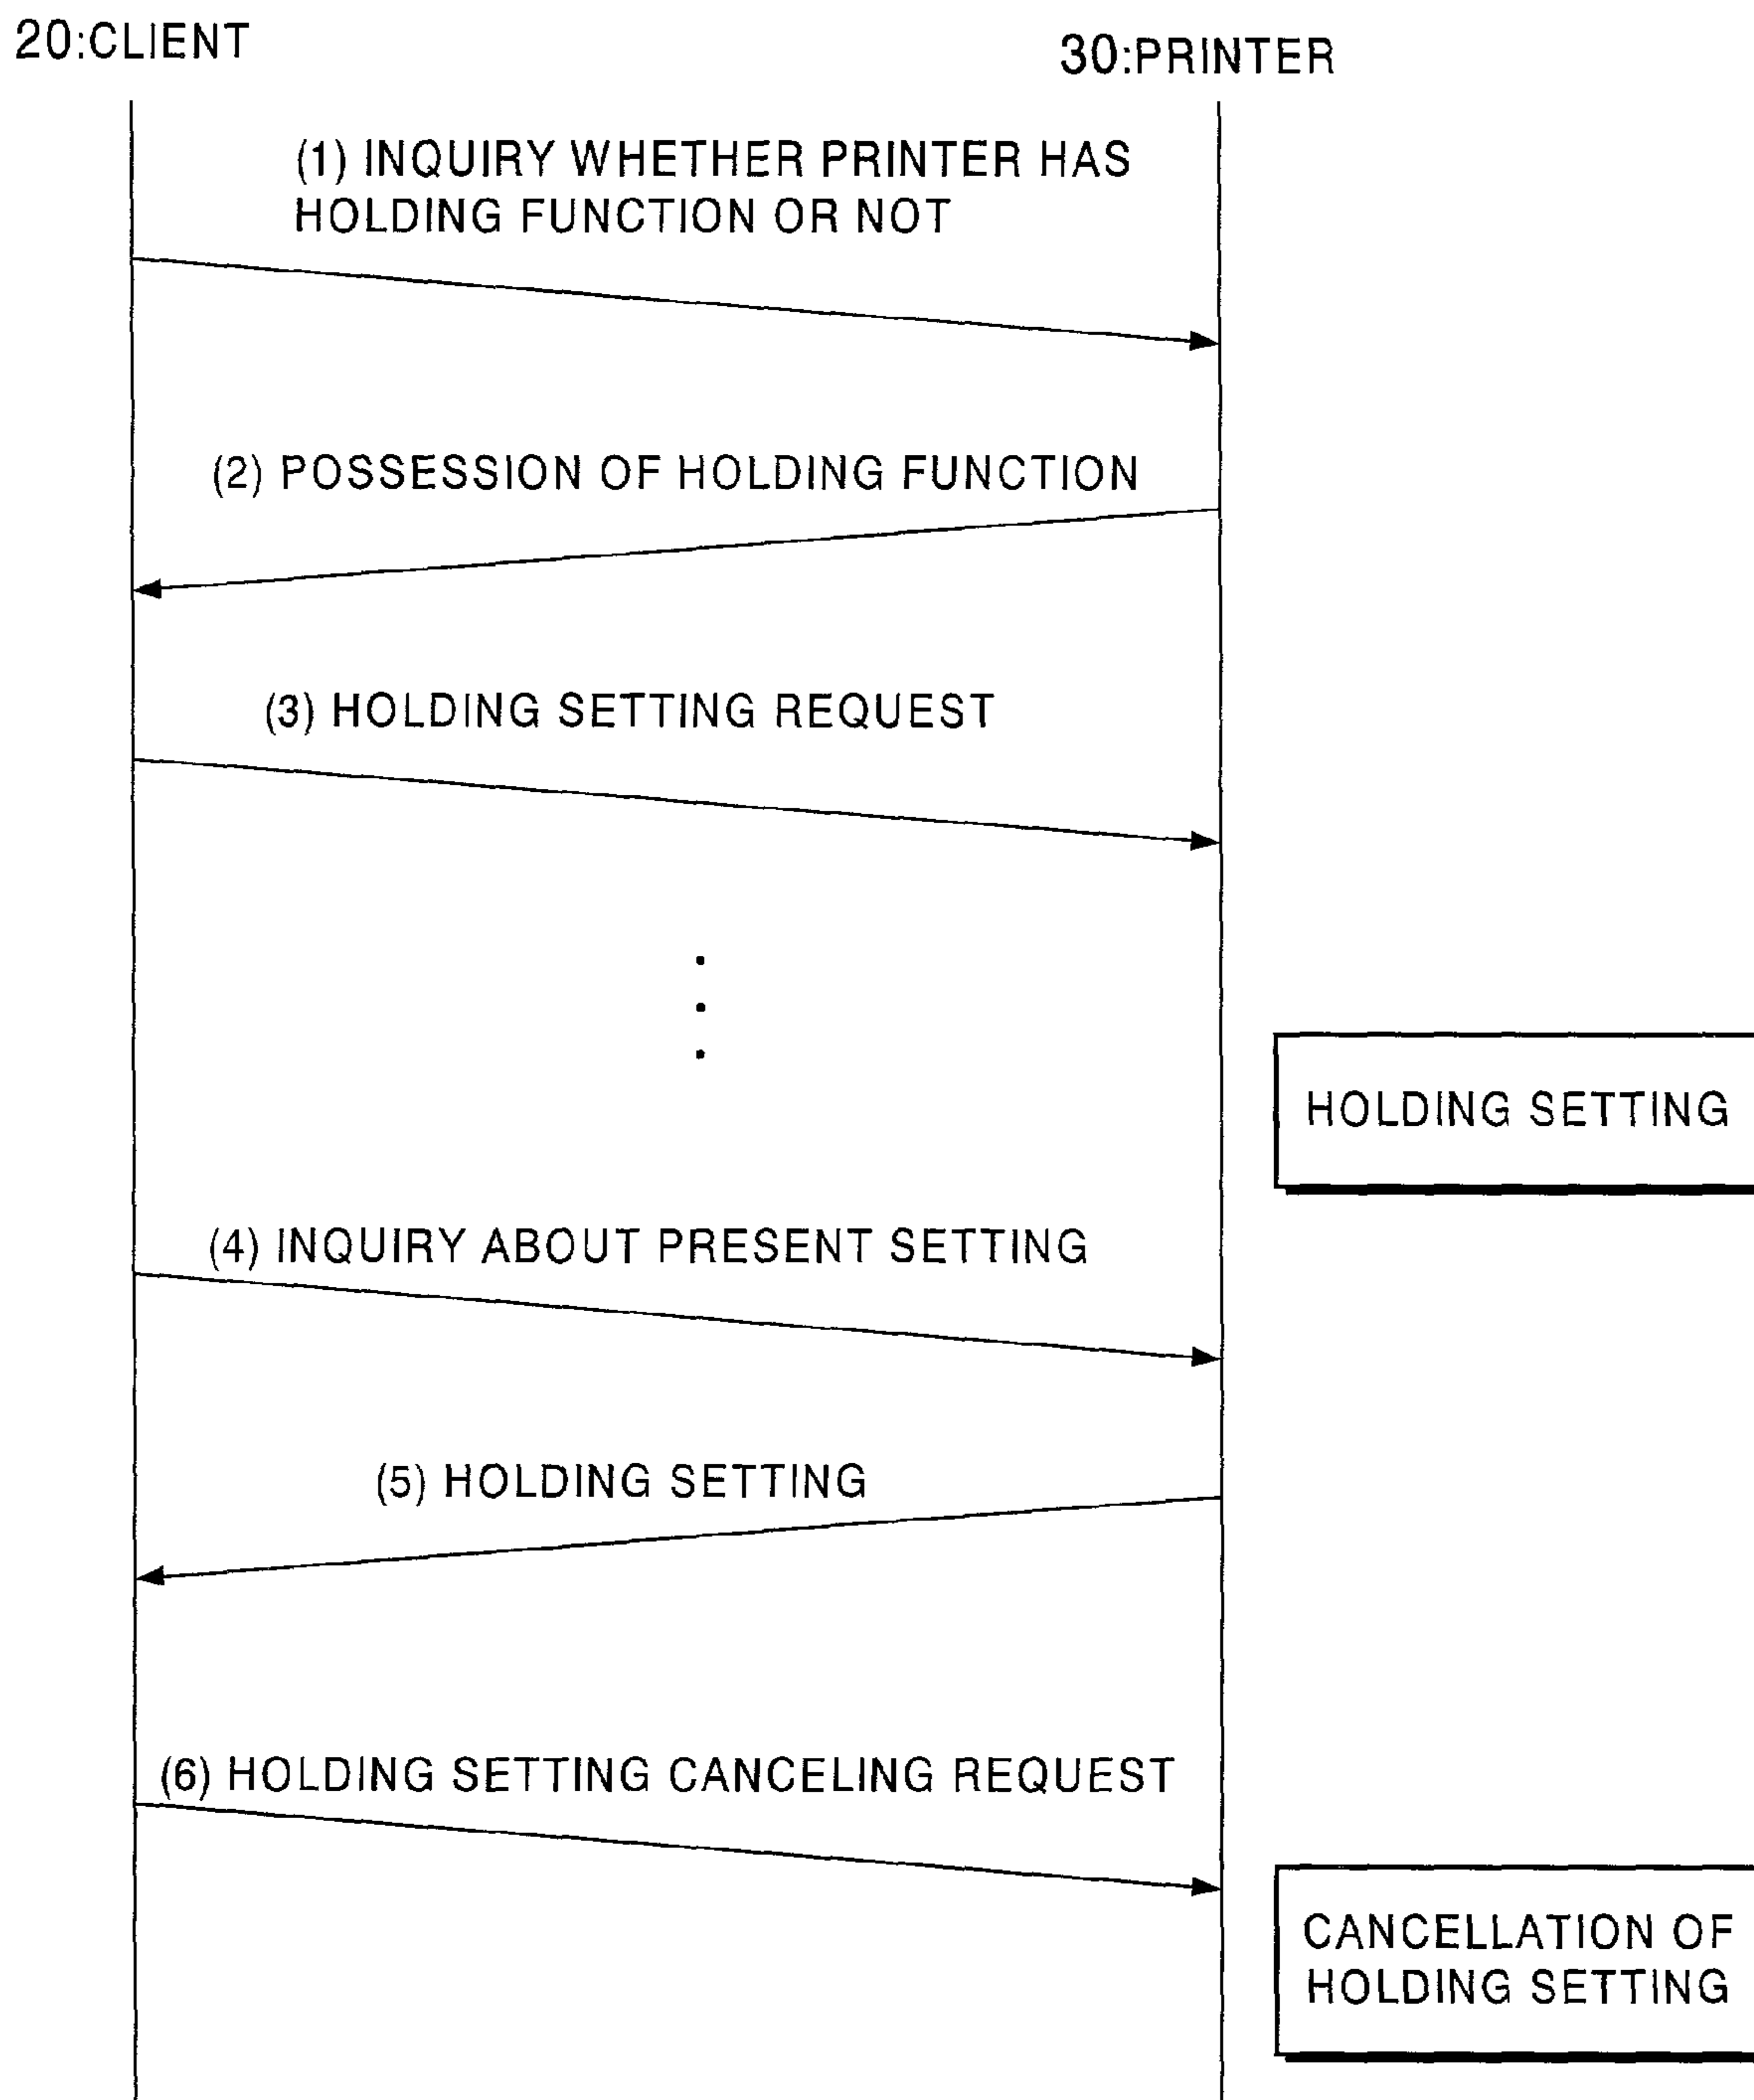 20:CLIENT
30:PRINTER
(1) INQUIRY WHETHER PRINTER HAS
HOLDING FUNCTION OR NOT
(2) POSSESSION OF HOLDING FUNCTION
(3) HOLDING SETTING REQUEST
HOLDING SETTING
(4) INQUIRY ABOUT PRESENT SETTING
(5) HOLDING SETTING
(6) HOLDING SETTING CANCELING REQUEST
CANCELLATION OF
HOLDING SETTING